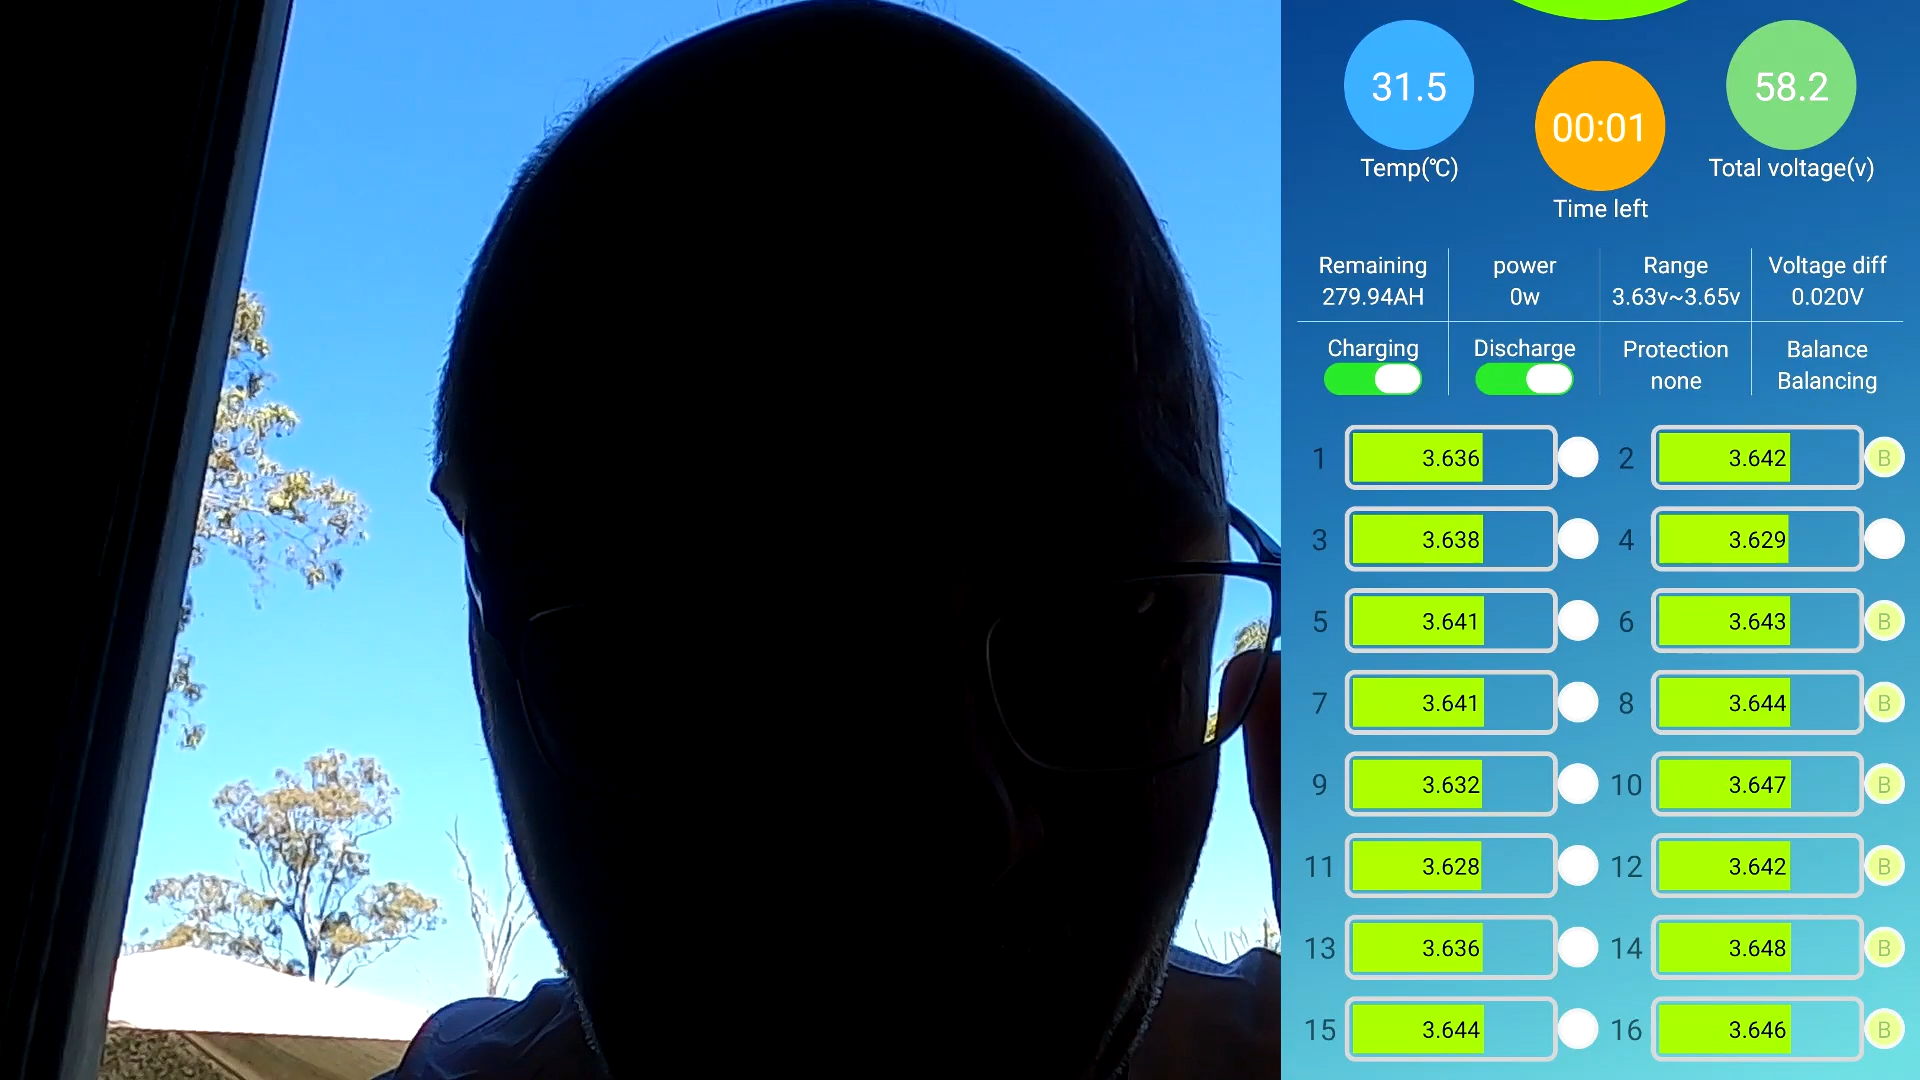 31.5
Temp(℃)
00:01
Time left
58.2
Total voltage(v)
Remaining power Range Voltage diff
279.94AH 0w 3.63v~3.65v 0.020V
Charging Discharge Protection Balance
none Balancing
1 3.636 2 3.642 B
3 3.638 4 3.629
5 3.641 6 3.643 B
7 3.641 8 3.644 B
9 3.632 10 3.647 B
11 3.628 12 3.642 B
13 3.636 14 3.648 B
15 3.644 16 3.646 B